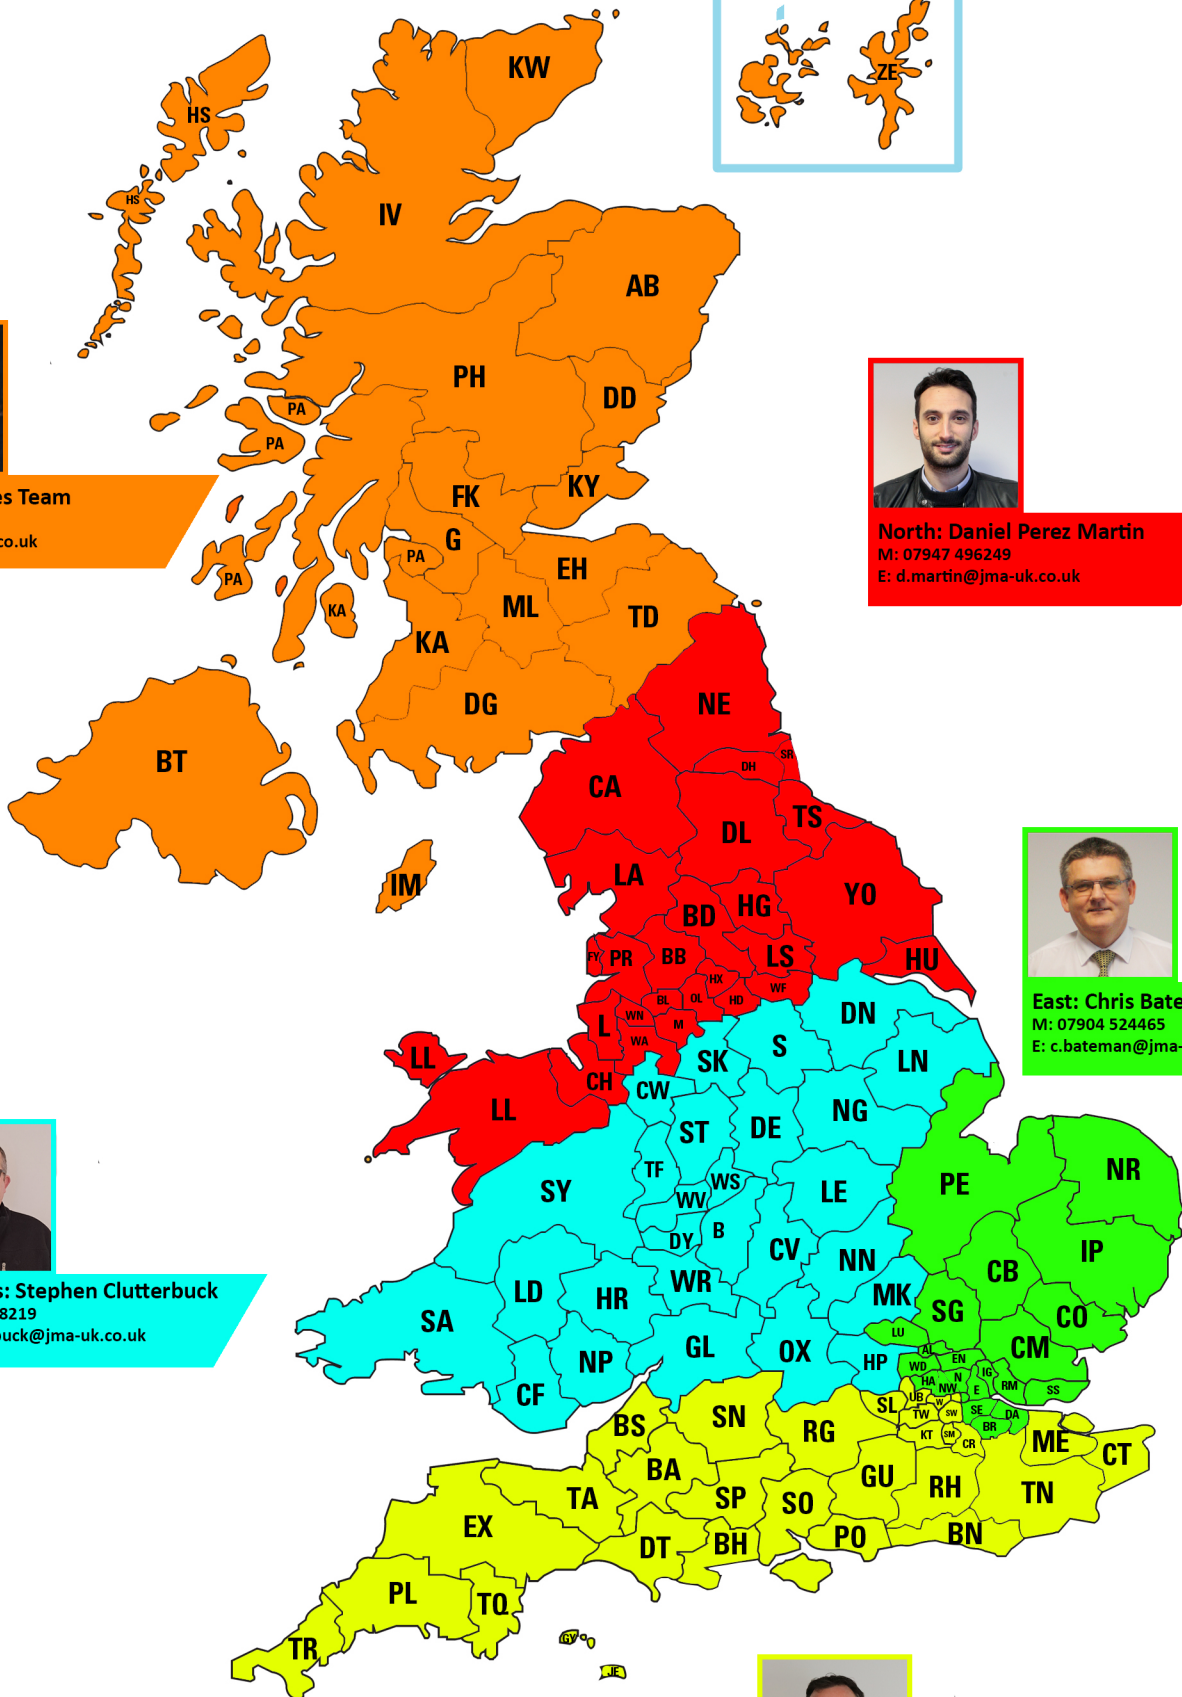 KW
ZE
HS
HS
IV
AB
PH
DD
PA
PA
KY
FK
G
PA
EH
PA
ML
KA
TD
KA
DG
es Team
co.uk
North: Daniel Perez Martin
M: 07947 496249
E: d.martin@jma-uk.co.uk
NE
BT
SR
DH
CA
TS
DL
LA
IM
YO
HG
BD
FY
PR
BB
LS
HU
HX
WF
BL
OL
HD
L
WN
M
WA
East: Chris Bate
M: 07904 524465
E: c.bateman@jma-
DN
S
LL
SK
LN
CH
CW
LL
NG
ST
DE
TF
NR
SY
WS
LE
PE
WV
B
DY
CV
IP
NN
CB
WR
LD
HR
MK
SG
CO
s: Stephen Clutterbuck
8219
buck@jma-uk.co.uk
SA
LU
GL
OX
CM
NP
HP
AL
EN
WD
IG
HA
N
NW
E
RM
SS
CF
UB
W
SL
TW
SW
SE
DA
BR
BS
SN
RG
KT
SM
CR
ME
CT
BA
GU
RH
TN
TA
SP
SO
EX
DT
BH
PO
BN
PL
TQ
TR
GY
JE